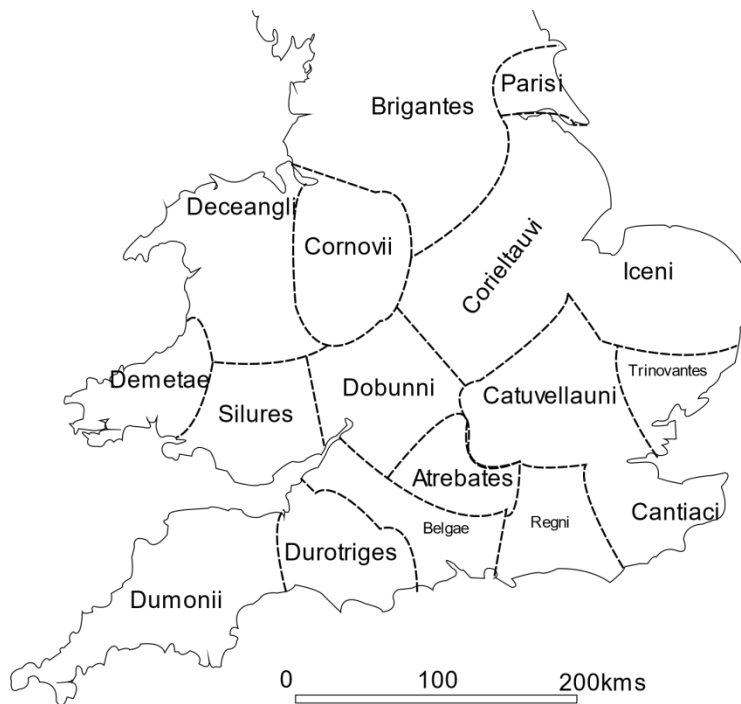 Parisi
Brigantes
Deceangli
Cornovii
Corieltauvi
Iceni
Demetae
Dobunni
Catuvellauni
Trinovantes
Silures
Atrebates
Belgae
Regni
Cantiaci
Durotriges
Dumonii
0 100 200kms